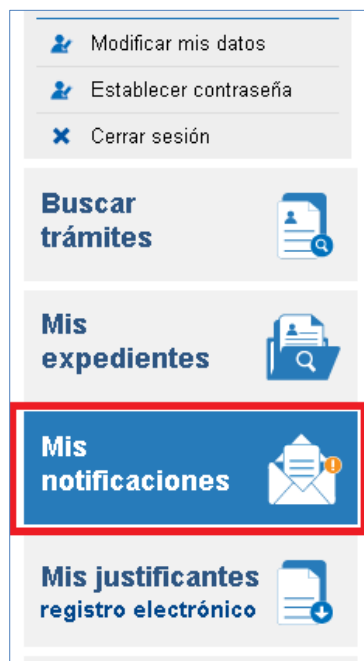 Modificar mis datos
Establecer contraseña
Cerrar sesión
Buscar
trámites
Mis
expedientes
Mis
notificaciones
Mis justificantes
registro electrónico